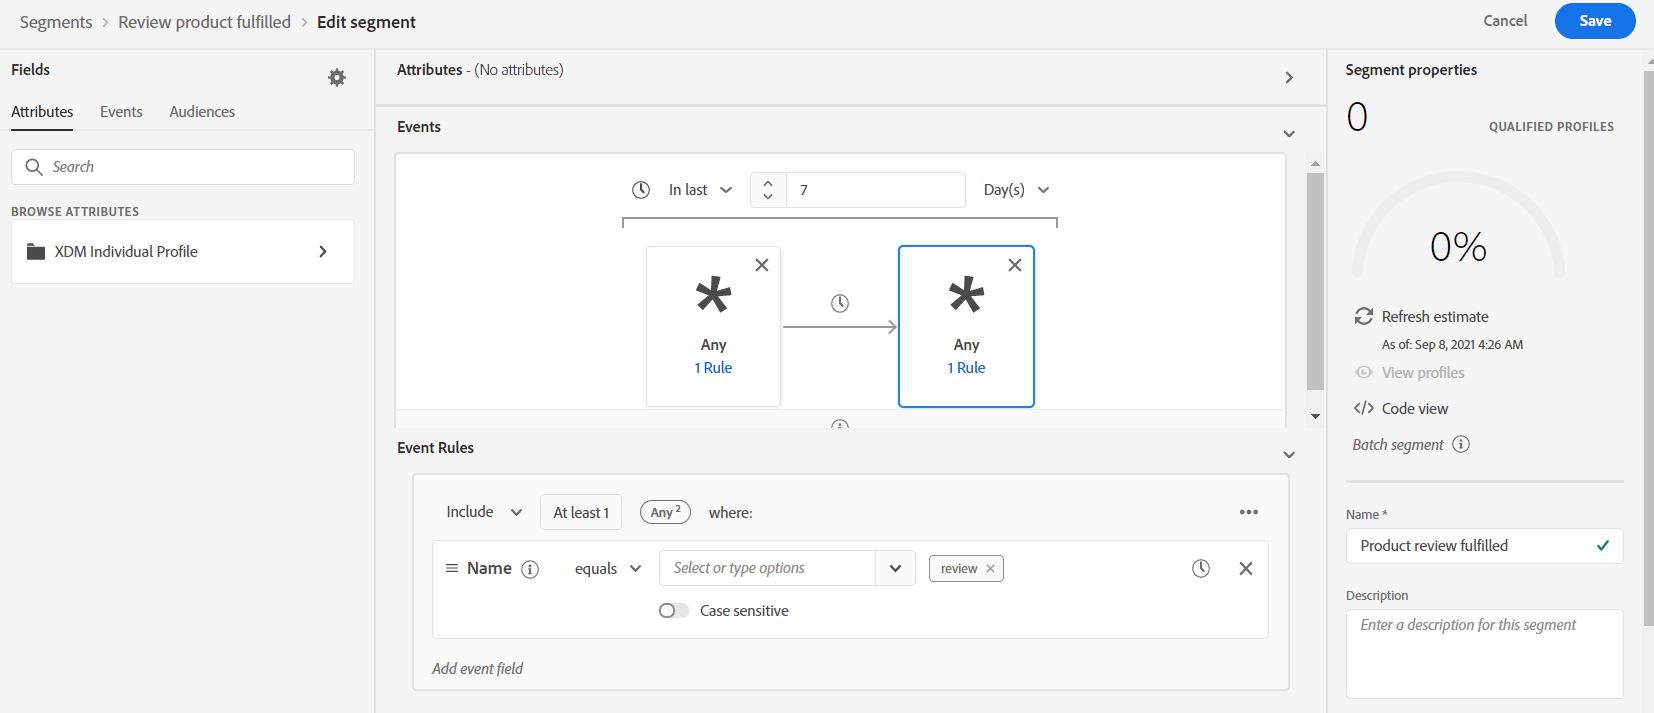 Segments > Review product fulfilled > Edit segment
Cancel
Save
Fields
Attributes Events Audiences
Search
BROWSE ATTRIBUTES
XDM Individual Profile
Attributes - (No attributes)
Events
In last 7 Day(s)
Any
1 Rule
Any
1 Rule
Event Rules
Include At least 1 Any 2 where:
Name equals Select or type options review
Case sensitive
Add event field
Segment properties
0 QUALIFIED PROFILES
0%
Refresh estimate
As of: Sep 8, 2021 4:26 AM
View profiles
</> Code view
Batch segment
Name *
Product review fulfilled
Description
Enter a description for this segment